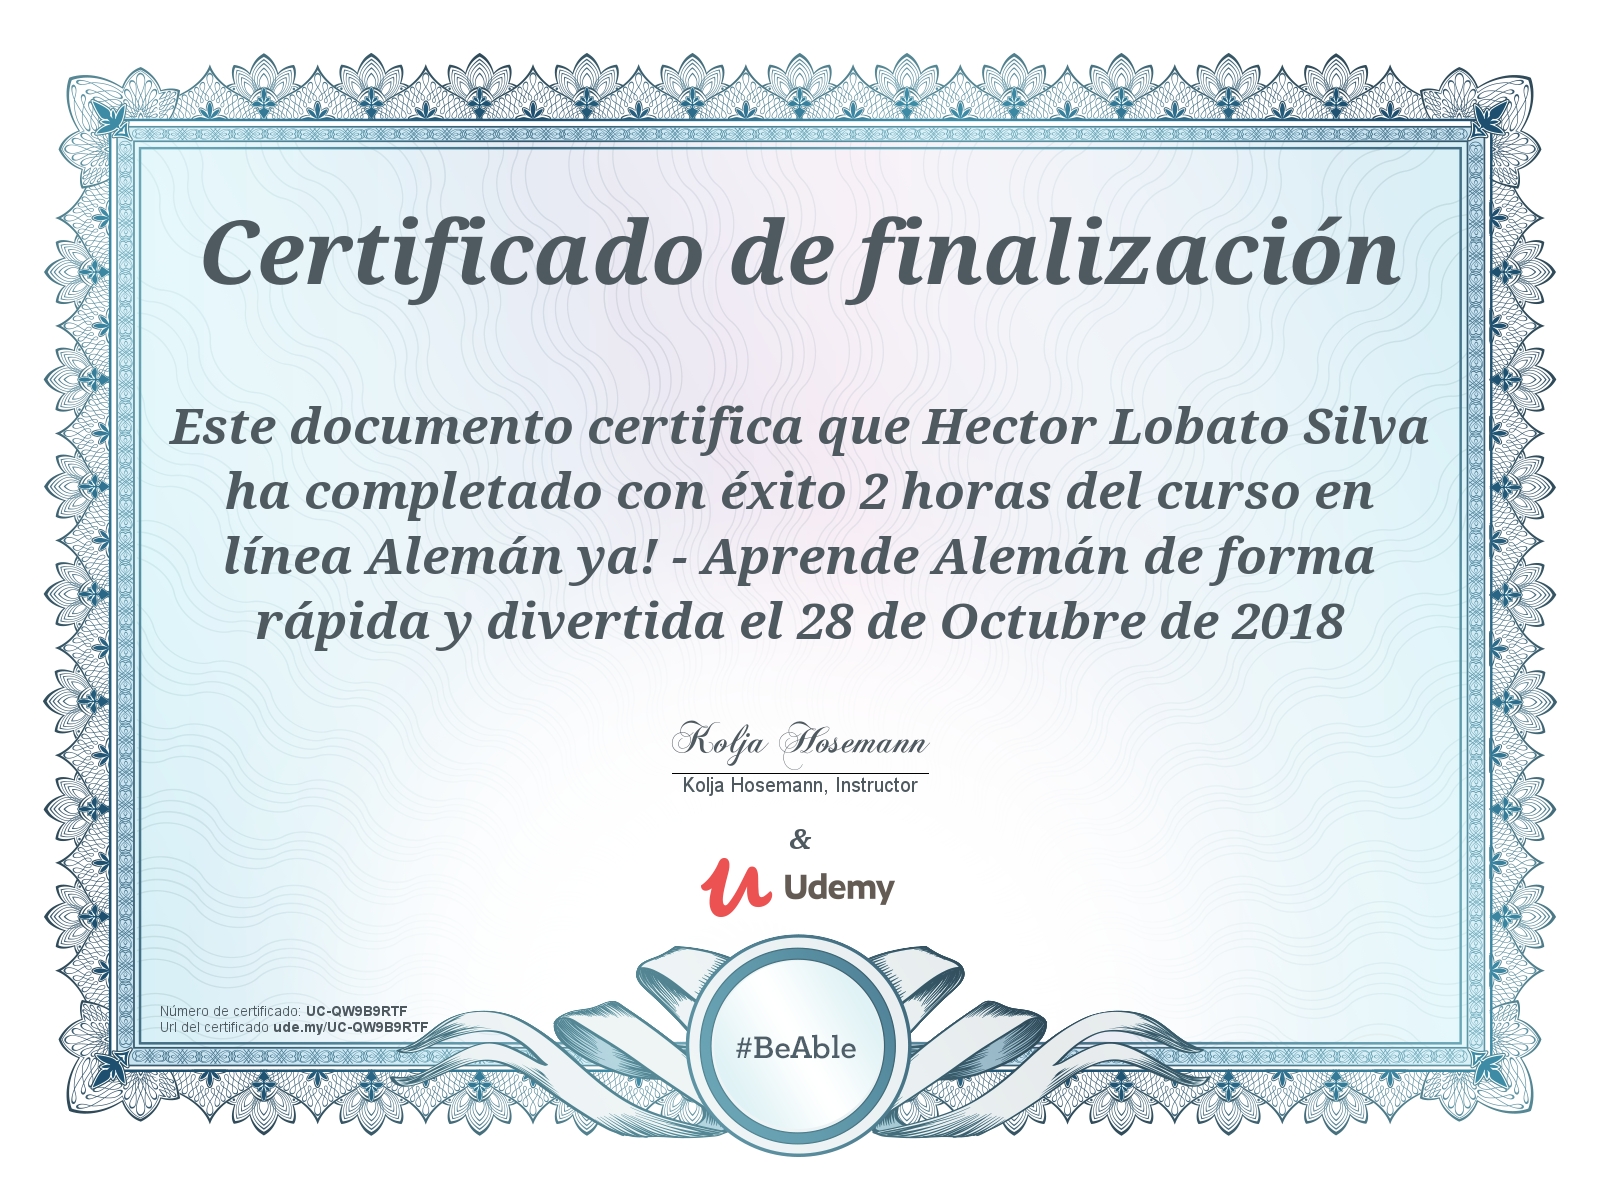 Certificado de finalización
Este documento certifica que Hector Lobato Silva
ha completado con éxito 2 horas del curso en
línea Alemán ya! - Aprende Alemán de forma
rápida y divertida el 28 de Octubre de 2018
Kolja Hosemann
Kolja Hosemann, Instructor
&
Udemy
Número de certificado: UC-QW9B9RTF
Url del certificado ude.my/UC-QW9B9RTF
#BeAble